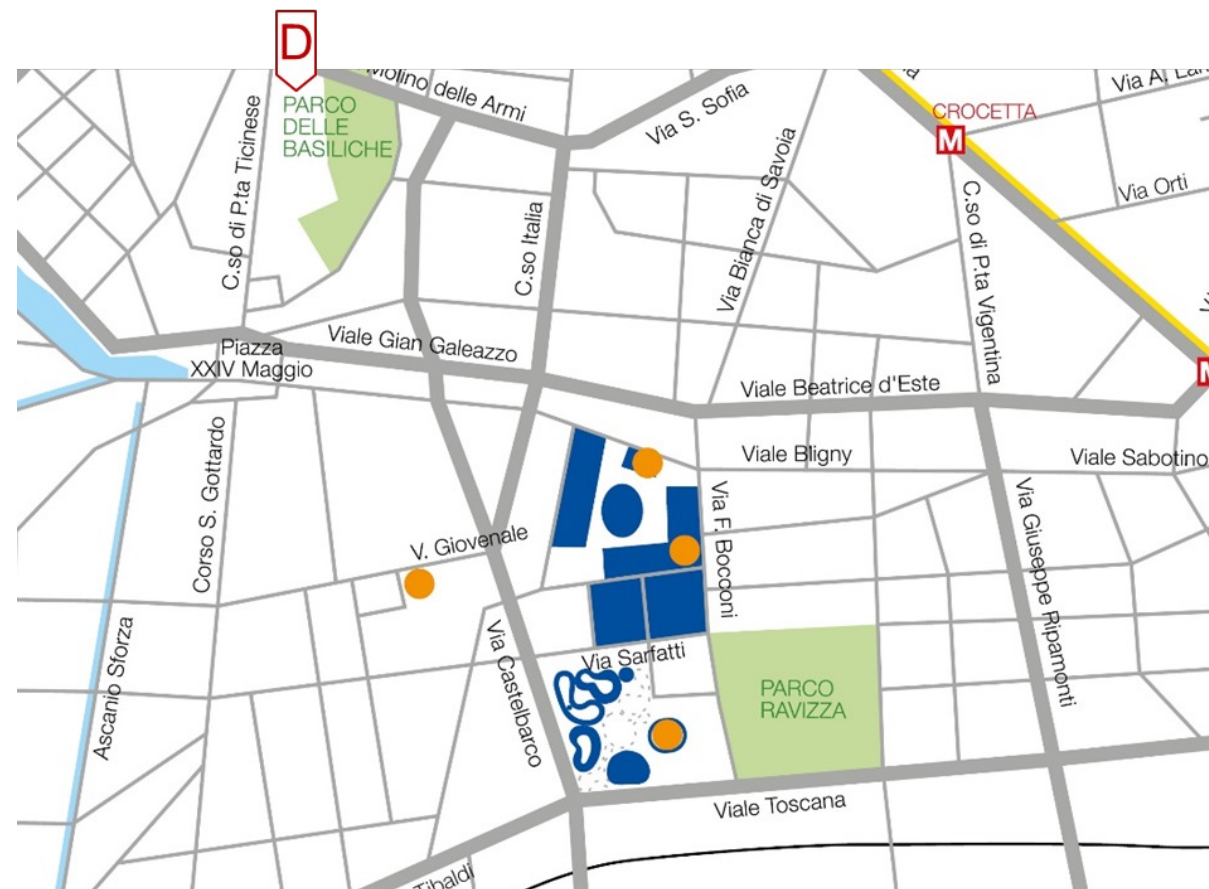 D
Molino delle Armi
PARCO
DELLE
BASILICHE
C.so di P.ta Ticinese
Via S. Sofia
CROCETTA
M
Via Orti
C.so Italia
Via Bianca di Savoia
C.so di P.ta Vigentina
Viale Gian Galeazzo
Piazza
XXIV Maggio
Viale Beatrice d'Este
M
Viale Bligny
Viale Sabotino
Corso S. Gottardo
V. Giovenale
Via F. Bocconi
Via Giuseppe Ripamonti
Ascanio Sforza
Via Castelbarco
Via Sarfatti
PARCO
RAVIZZA
Viale Toscana
Tibaldi